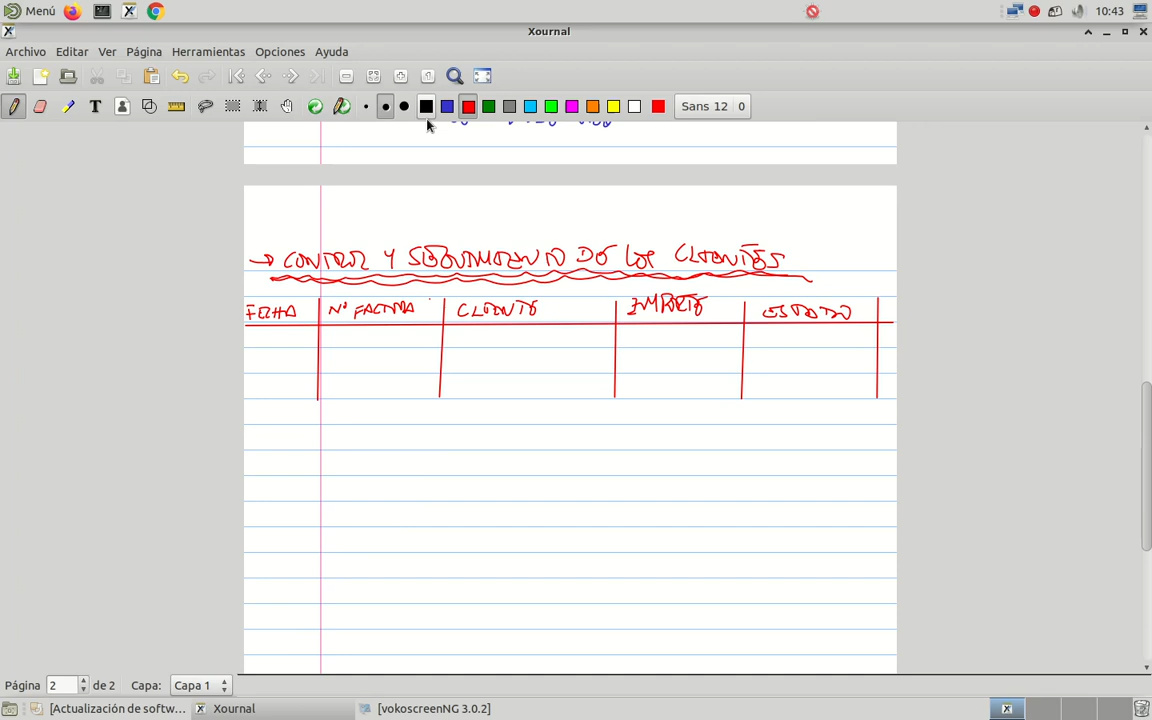 Menú 10:43
Xournal
Archivo Editar Ver Página Herramientas Opciones Ayuda
Sans 12 0
→ CONTROL Y SEGUIMIENTO DE LOS CLIENTES
FECHA Nº FACTURA CLIENTE IMPORTE ESTADO
Página 2 de 2 Capa: Capa 1
[Actualización de softw... Xournal [vokoscreenNG 3.0.2]